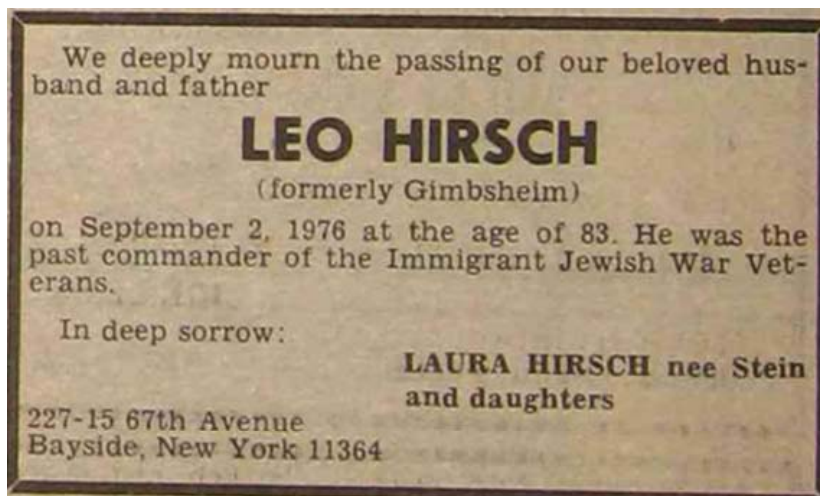 We deeply mourn the passing of our beloved hus-
band and father
LEO HIRSCH
(formerly Gimbsheim)
on September 2, 1976 at the age of 83. He was the
past commander of the Immigrant Jewish War Vet-
erans.
In deep sorrow:
LAURA HIRSCH nee Stein
and daughters
227-15 67th Avenue
Bayside, New York 11364